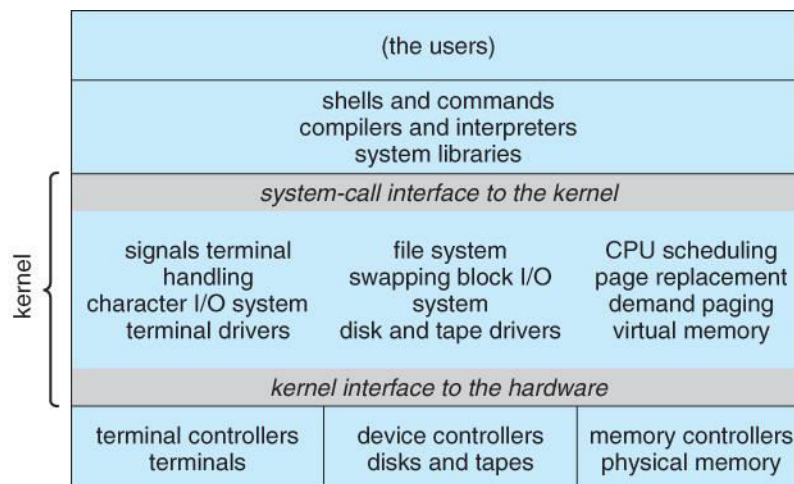 (the users)
shells and commands
compilers and interpreters
system libraries
kernel
system-call interface to the kernel
signals terminal
handling
character I/O system
terminal drivers
file system
swapping block I/O
system
disk and tape drivers
CPU scheduling
page replacement
demand paging
virtual memory
kernel interface to the hardware
terminal controllers
terminals
device controllers
disks and tapes
memory controllers
physical memory